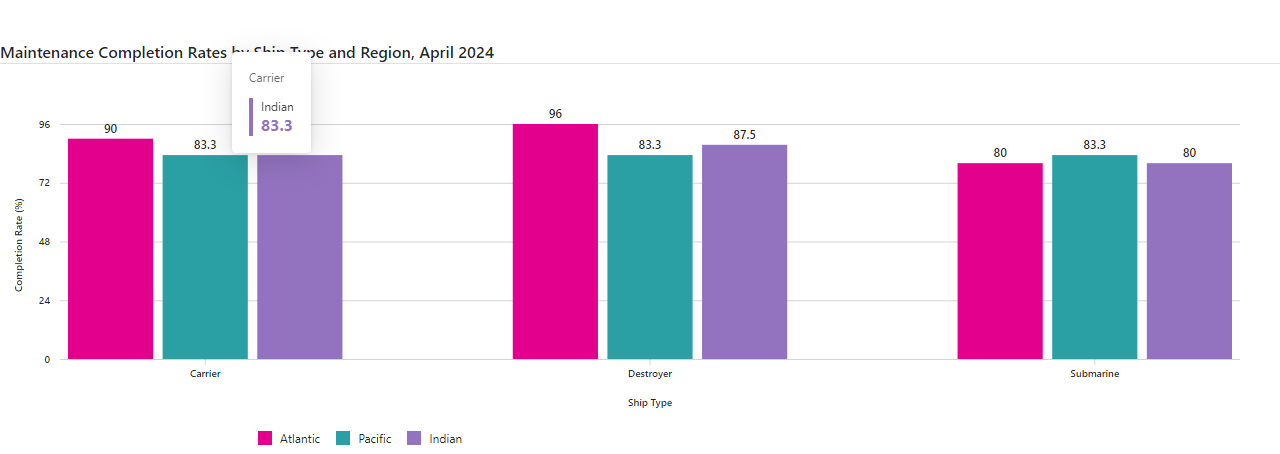 Maintenance Completion Rates by Ship Type and Region, April 2024
Carrier
Indian
83.3
96
72
48
24
0
Completion Rate (%)
90
83.3
96
83.3
87.5
80
83.3
80
Carrier
Destroyer
Submarine
Ship Type
Atlantic
Pacific
Indian